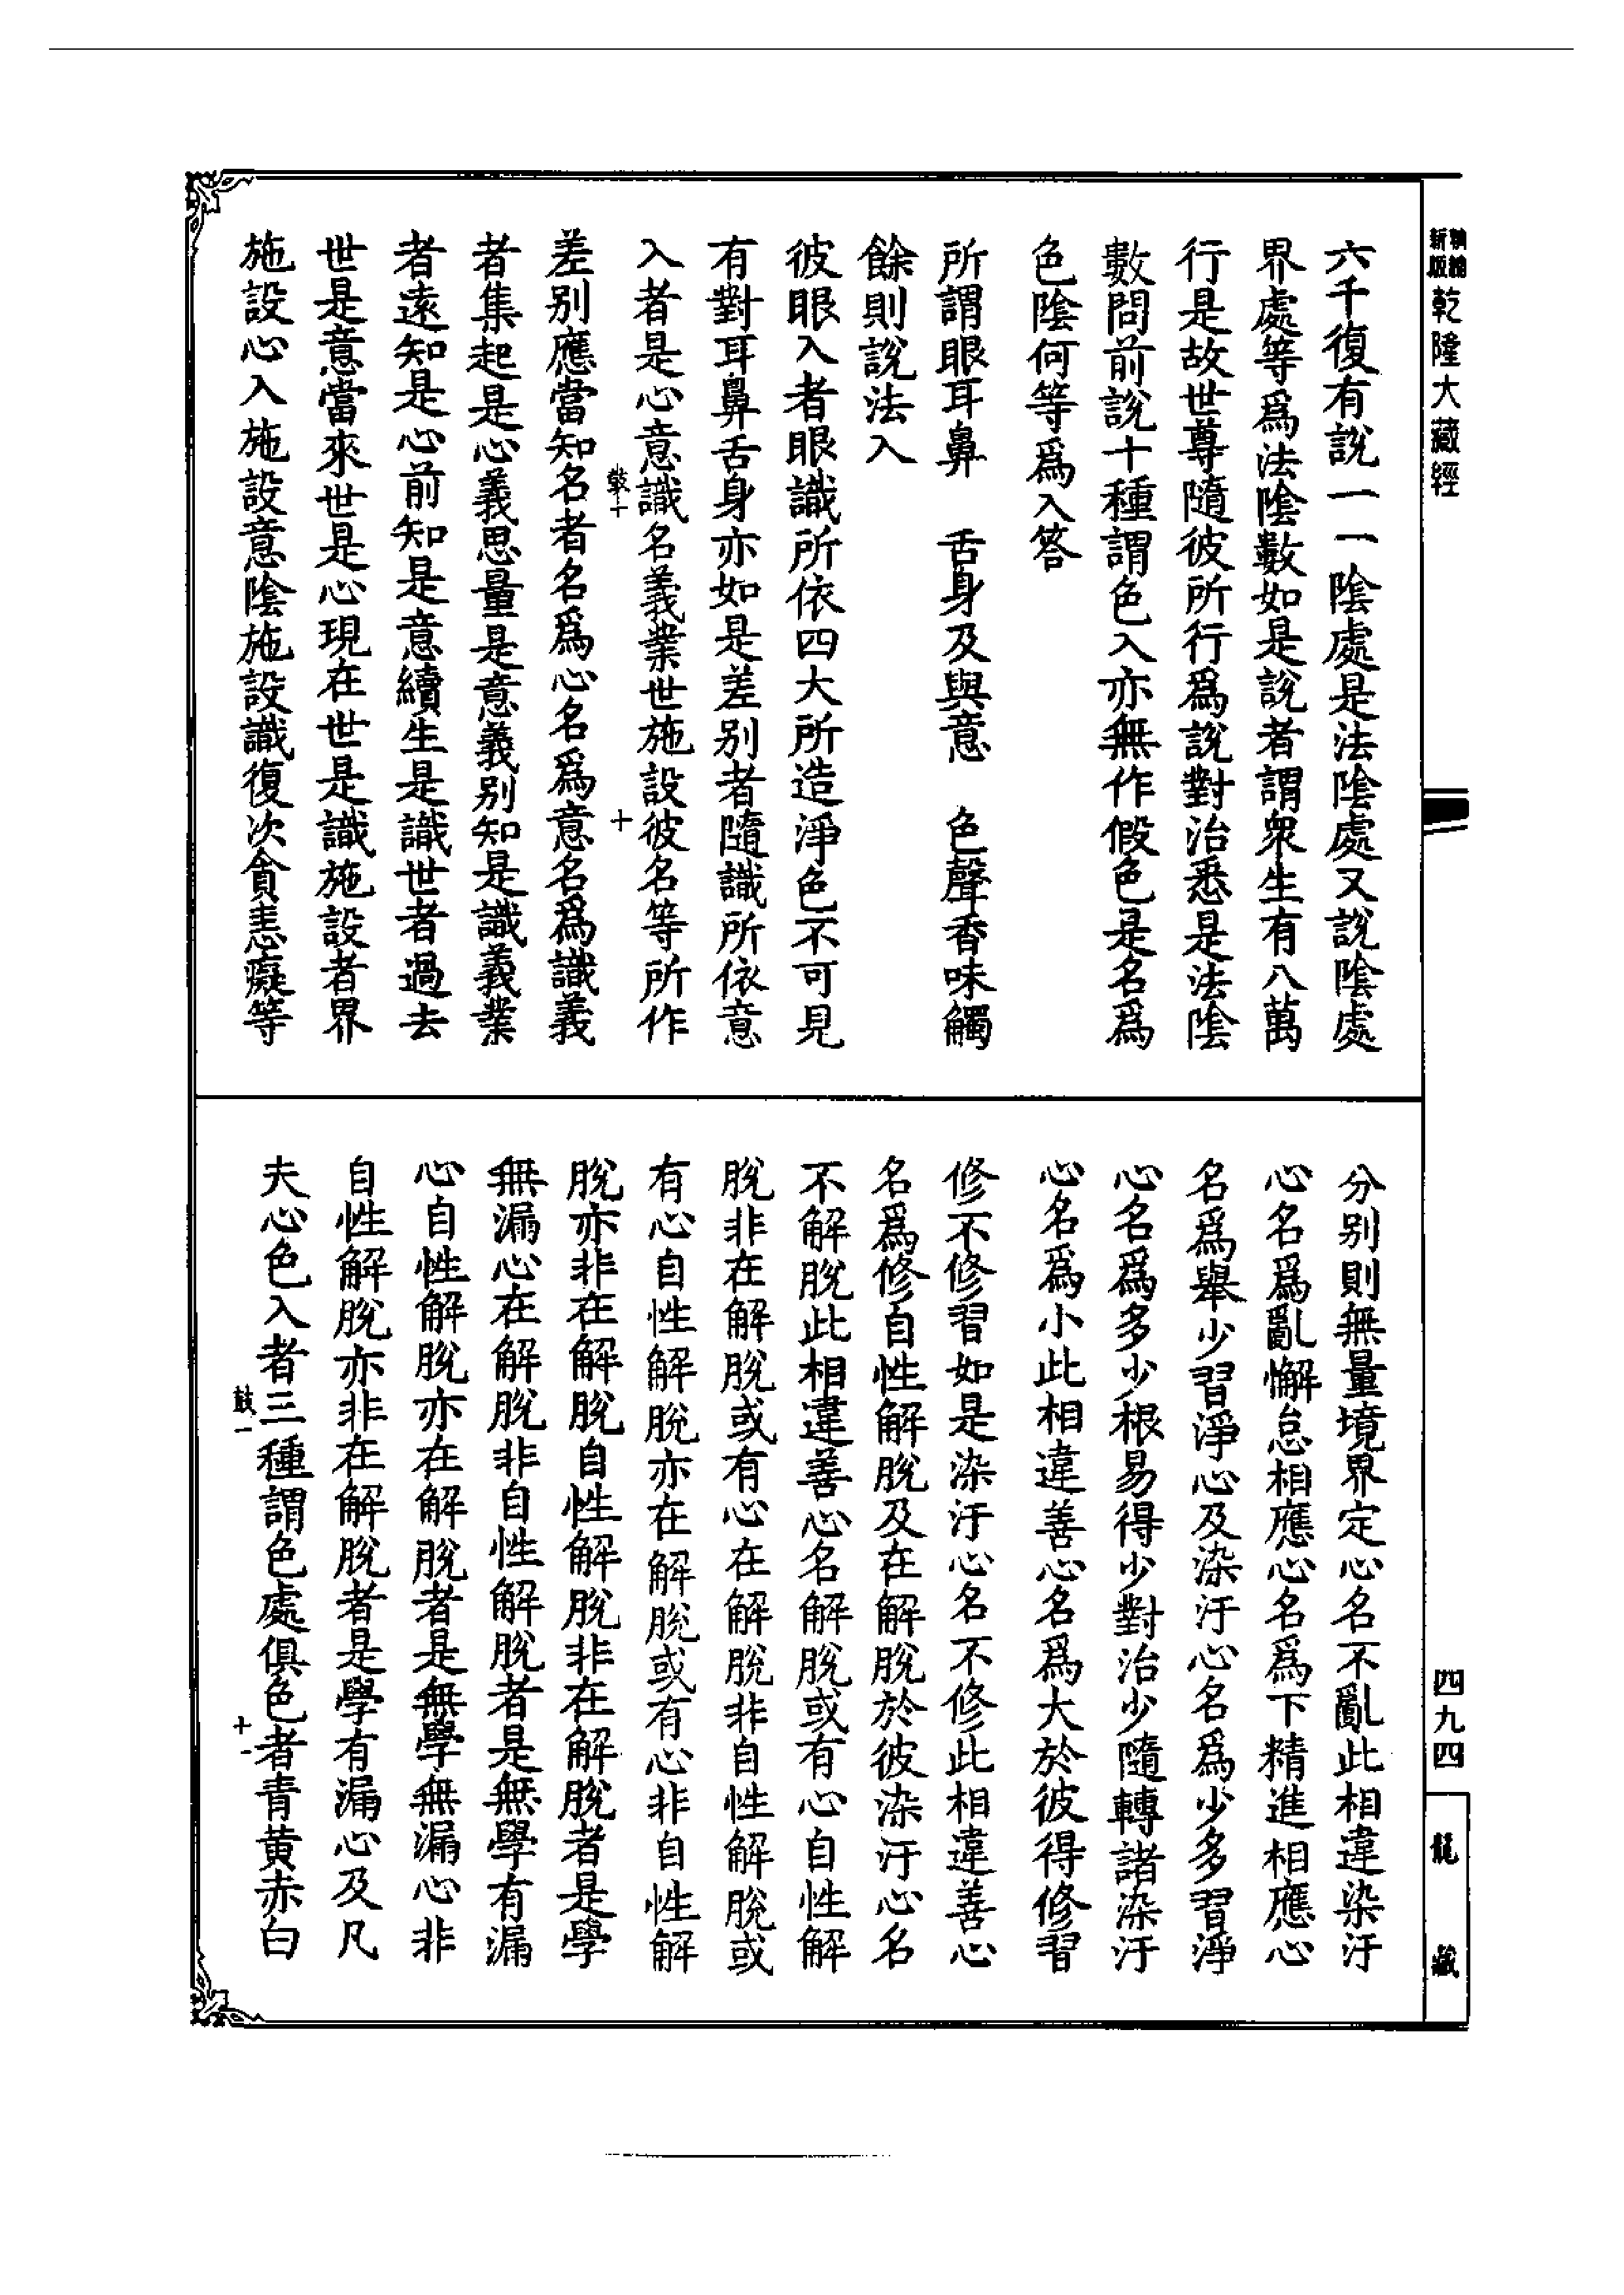 新編
新版
乾隆大藏經
四九四
龍藏
六千復有說一一陰處是法陰處又說陰處
界處等爲法陰數如是說者謂衆生有八萬
行是故世尊隨彼所行爲說對治悉是法陰
數問前說十種謂色入亦無作假色是名爲
色陰何等爲入答
所謂眼耳鼻　舌身及與意　色聲香味觸
餘則說法入
彼眼入者眼識所依四大所造淨色不可見
有對耳鼻舌身亦如是差别者隨識所依意
入者是心意識名義業世施設彼名等所作
差别應當知名者名爲心名爲意名爲識義
者集起是心義思量是意義别知是識義業
者遠知是心前知是意續生是識世者過去
世是意當來世是心現在世是識施設者界
施設心入施設意陰施設識復次貪恚癡等
十
分别則無量境界定心名不亂此相違染汙
心名爲亂懈怠相應心名爲下精進相應心
名爲舉少習淨心及染汙心名爲少多習淨
心名爲多少根易得少對治少隨轉諸染汙
心名爲小此相違善心名爲大於彼得修習
修不修習如是染汙心名不修此相違善心
名爲修自性解脫及在解脫於彼染汙心名
不解脫此相違善心名解脫或有心自性解
脫非在解脫或有心在解脫非自性解脫或
有心自性解脫亦在解脫或有心非自性解
脫亦非在解脫自性解脫非在解脫者是學
無漏心在解脫非自性解脫者是無學有漏
心自性解脫亦在解脫者是無學無漏心非
自性解脫亦非在解脫者是學有漏心及凡
夫心色入者三種謂色處俱色者青黃赤白
鼓一
十一